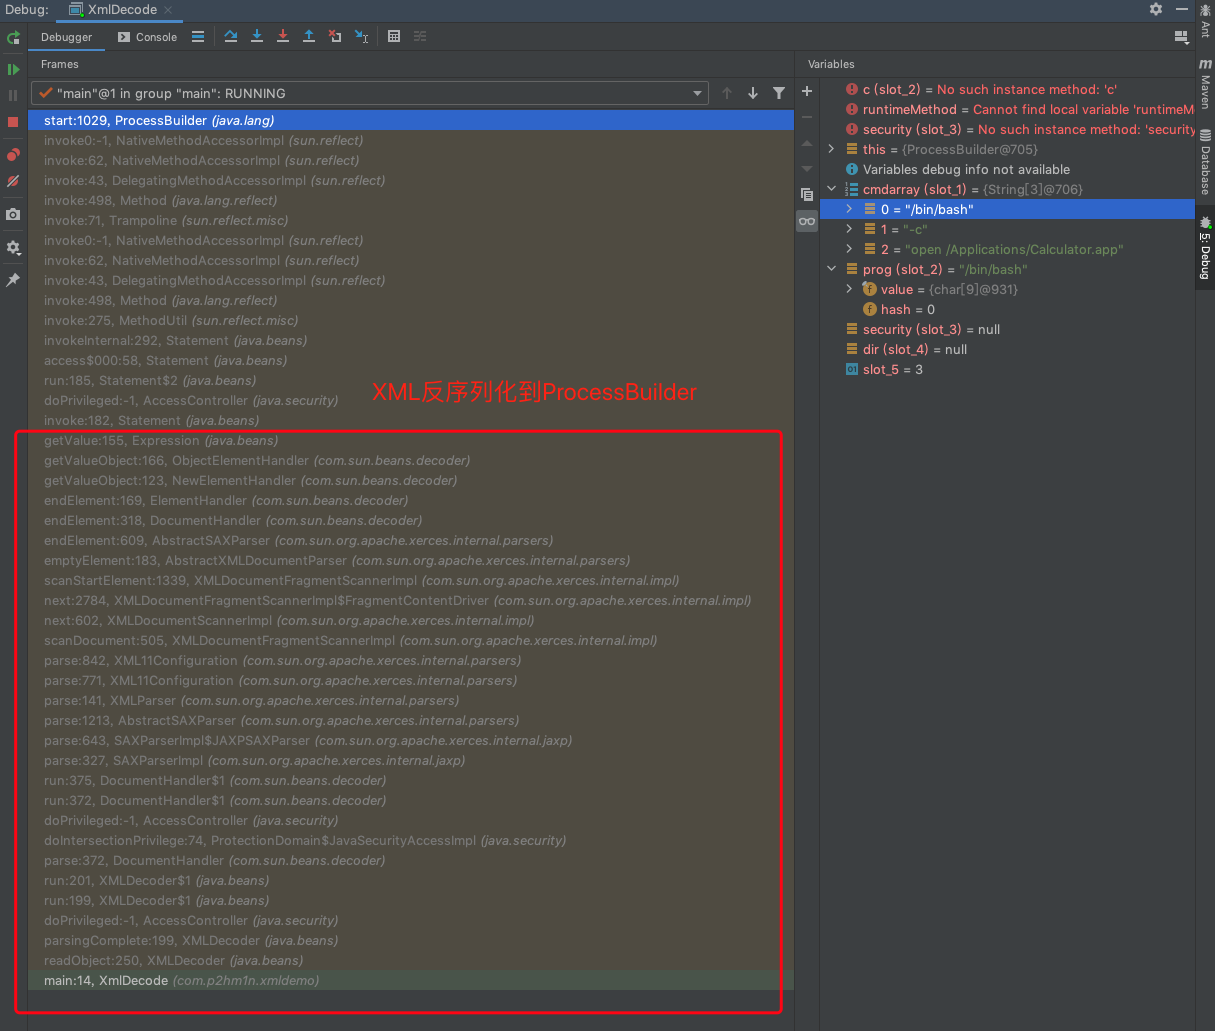 Debug:
XmlDecode
Debugger
Console
Frames
"main"@1 in group "main": RUNNING
start:1029, ProcessBuilder (java.lang)
invoke0:-1, NativeMethodAccessorImpl (sun.reflect)
invoke:62, NativeMethodAccessorImpl (sun.reflect)
invoke:43, DelegatingMethodAccessorImpl (sun.reflect)
invoke:498, Method (java.lang.reflect)
invoke:71, Trampoline (sun.reflect.misc)
invoke0:-1, NativeMethodAccessorImpl (sun.reflect)
invoke:62, NativeMethodAccessorImpl (sun.reflect)
invoke:43, DelegatingMethodAccessorImpl (sun.reflect)
invoke:498, Method (java.lang.reflect)
invoke:275, MethodUtil (sun.reflect.misc)
invokeInternal:292, Statement (java.beans)
access$000:58, Statement (java.beans)
run:185, Statement$2 (java.beans)
doPrivileged:-1, AccessController (java.security)
invoke:182, Statement (java.beans)
XML反序列化到ProcessBuilder
getValue:155, Expression (java.beans)
getValueObject:166, ObjectElementHandler (com.sun.beans.decoder)
getValueObject:123, NewElementHandler (com.sun.beans.decoder)
endElement:169, ElementHandler (com.sun.beans.decoder)
endElement:318, DocumentHandler (com.sun.beans.decoder)
endElement:609, AbstractSAXParser (com.sun.org.apache.xerces.internal.parsers)
emptyElement:183, AbstractXMLDocumentParser (com.sun.org.apache.xerces.internal.parsers)
scanStartElement:1339, XMLDocumentFragmentScannerImpl (com.sun.org.apache.xerces.internal.impl)
next:2784, XMLDocumentFragmentScannerImpl$FragmentContentDriver (com.sun.org.apache.xerces.internal.impl)
next:602, XMLDocumentScannerImpl (com.sun.org.apache.xerces.internal.impl)
scanDocument:505, XMLDocumentFragmentScannerImpl (com.sun.org.apache.xerces.internal.impl)
parse:842, XML11Configuration (com.sun.org.apache.xerces.internal.parsers)
parse:771, XML11Configuration (com.sun.org.apache.xerces.internal.parsers)
parse:141, XMLParser (com.sun.org.apache.xerces.internal.parsers)
parse:1213, AbstractSAXParser (com.sun.org.apache.xerces.internal.parsers)
parse:643, SAXParserImpl$JAXPSAXParser (com.sun.org.apache.xerces.internal.jaxp)
parse:327, SAXParserImpl (com.sun.org.apache.xerces.internal.jaxp)
run:375, DocumentHandler$1 (com.sun.beans.decoder)
run:372, DocumentHandler$1 (com.sun.beans.decoder)
doPrivileged:-1, AccessController (java.security)
doIntersectionPrivilege:74, ProtectionDomain$JavaSecurityAccessImpl (java.security)
parse:372, DocumentHandler (com.sun.beans.decoder)
run:201, XMLDecoder$1 (java.beans)
run:199, XMLDecoder$1 (java.beans)
doPrivileged:-1, AccessController (java.security)
parsingComplete:199, XMLDecoder (java.beans)
readObject:250, XMLDecoder (java.beans)
main:14, XmlDecode (com.p2hm1n.xmldemo)
Variables
c (slot_2) = No such instance method: 'c'
runtimeMethod = Cannot find local variable 'runtimeM
security (slot_3) = No such instance method: 'security
this = {ProcessBuilder@705}
Variables debug info not available
cmdarray (slot_1) = {String[3]@706}
0 = "/bin/bash"
1 = "-c"
2 = "open /Applications/Calculator.app"
prog (slot_2) = "/bin/bash"
value = {char[9]@931}
hash = 0
security (slot_3) = null
dir (slot_4) = null
slot_5 = 3
Ant
Maven
Database
5: Debug